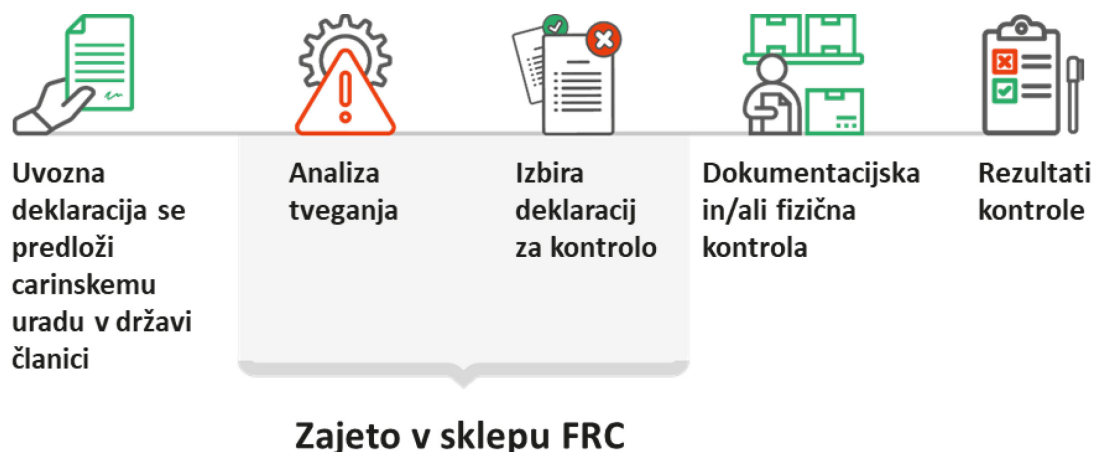 Uvozna
deklaracija se
predloži
carinskemu
uradu v državi
članici
Analiza
tveganja
Izbira
deklaracij
za kontrolo
Dokumentacijska
in/ali fizična
kontrola
Rezultati
kontrole
Zajeto v sklepu FRC